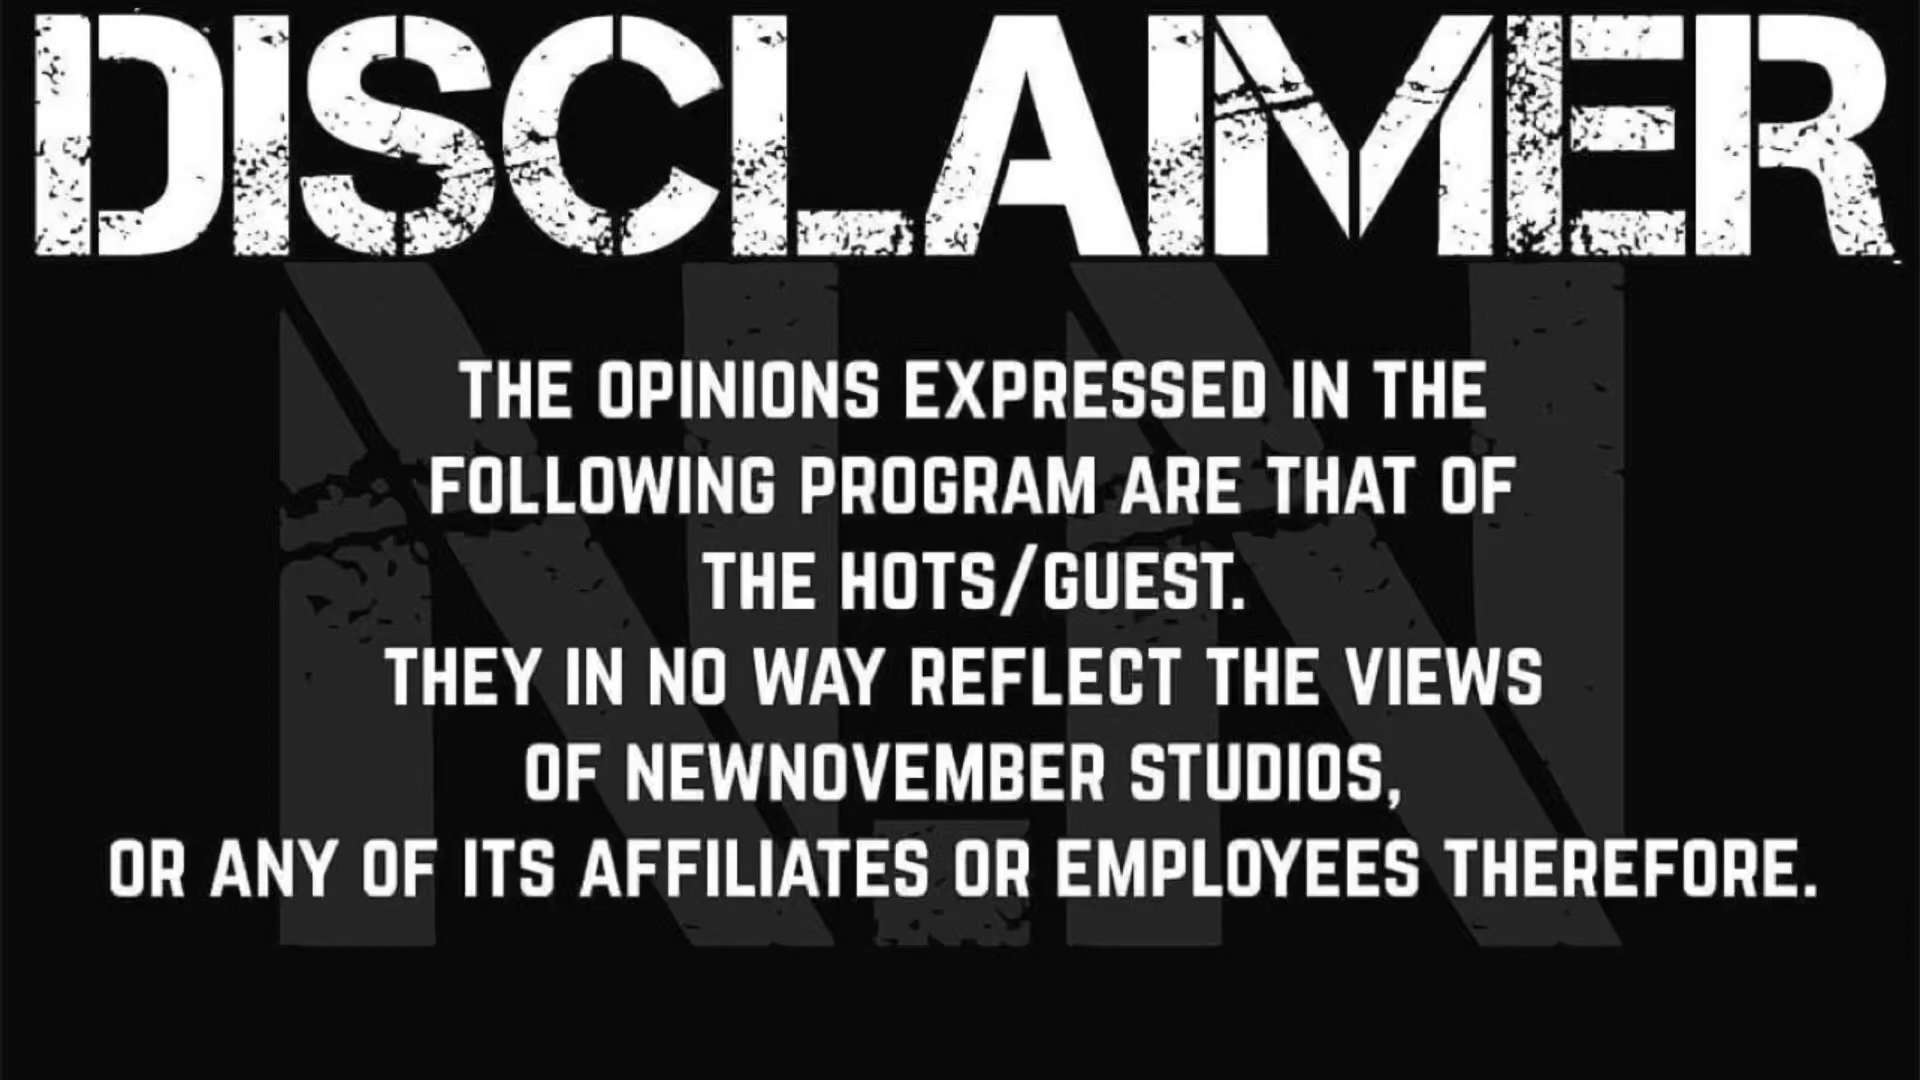 DISCLAIMER
THE OPINIONS EXPRESSED IN THE
FOLLOWING PROGRAM ARE THAT OF
THE HOTS/GUEST.
THEY IN NO WAY REFLECT THE VIEWS
OF NEWNOVEMBER STUDIOS,
OR ANY OF ITS AFFILIATES OR EMPLOYEES THEREFORE.
N.N